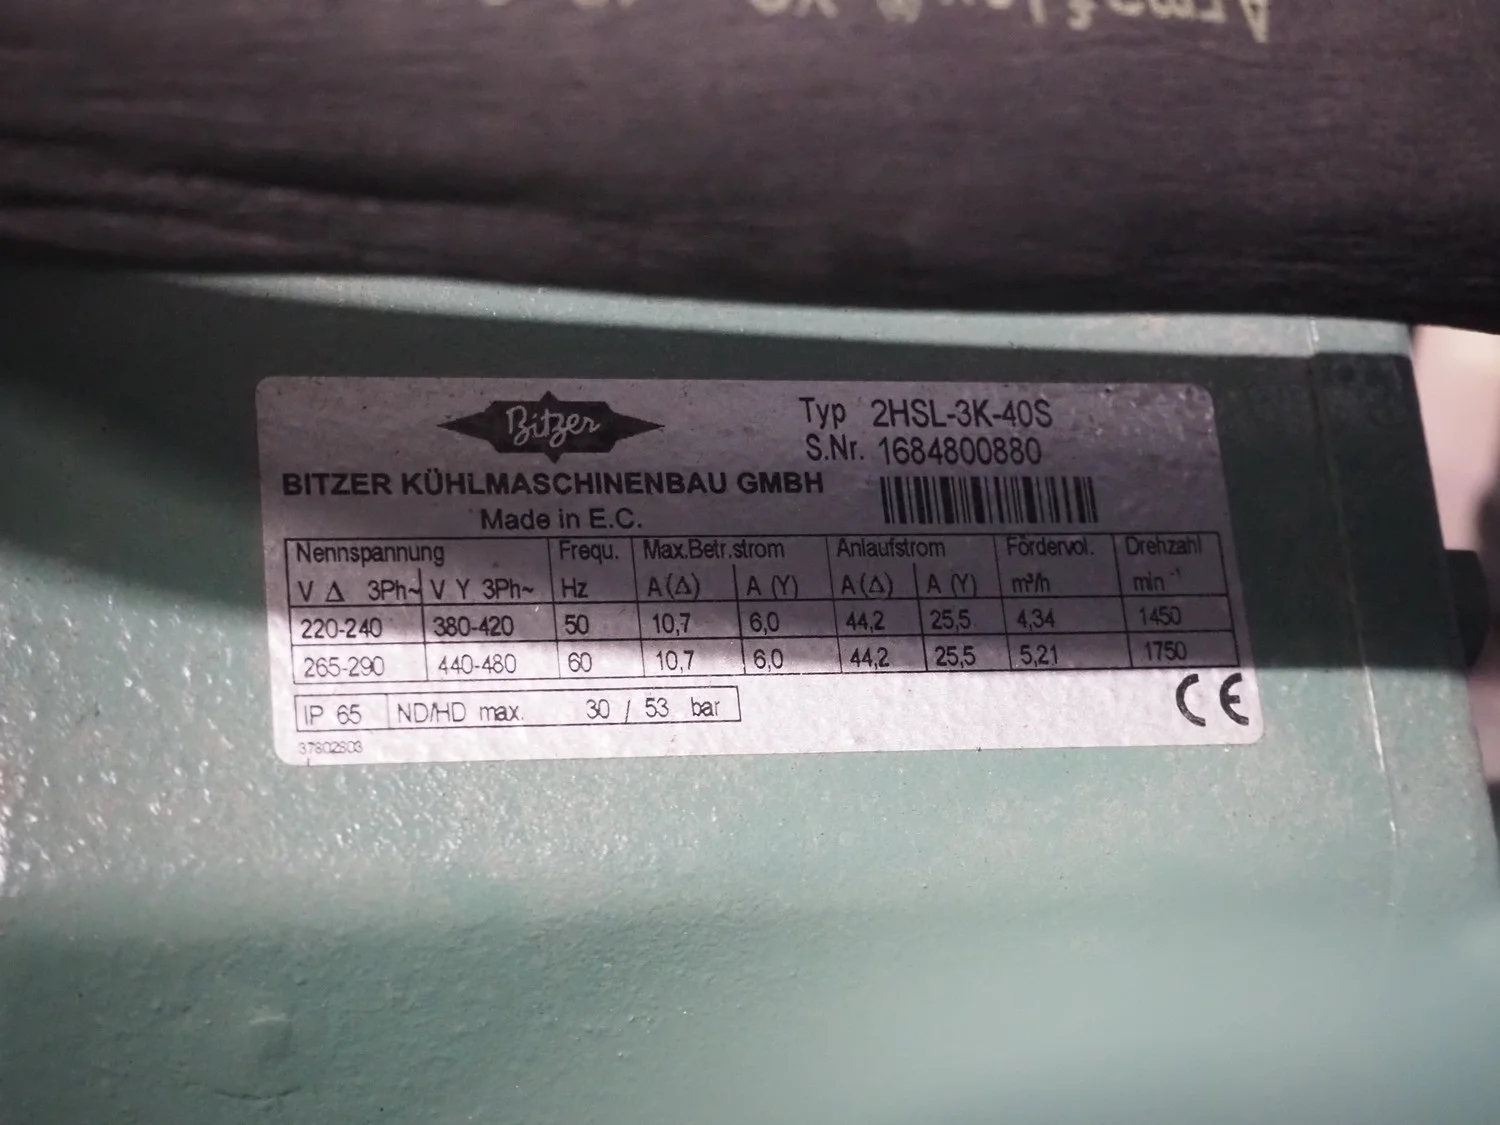 Armaflex®
Bitzer
Typ 2HSL-3K-40S
S.Nr. 1684800880
BITZER KÜHLMASCHINENBAU GMBH
Made in E.C.
Nennspannung Frequ. Max.Betr.strom Anlaufstrom Fördervol. Drehzahl
V Δ 3Ph~ V Y 3Ph~ Hz A (Δ) A (Y) A (Δ) A (Y) m³/h min⁻¹
220-240 380-420 50 10,7 6,0 44,2 25,5 4,34 1450
265-290 440-480 60 10,7 6,0 44,2 25,5 5,21 1750
IP 65 ND/HD max. 30 / 53 bar
CE